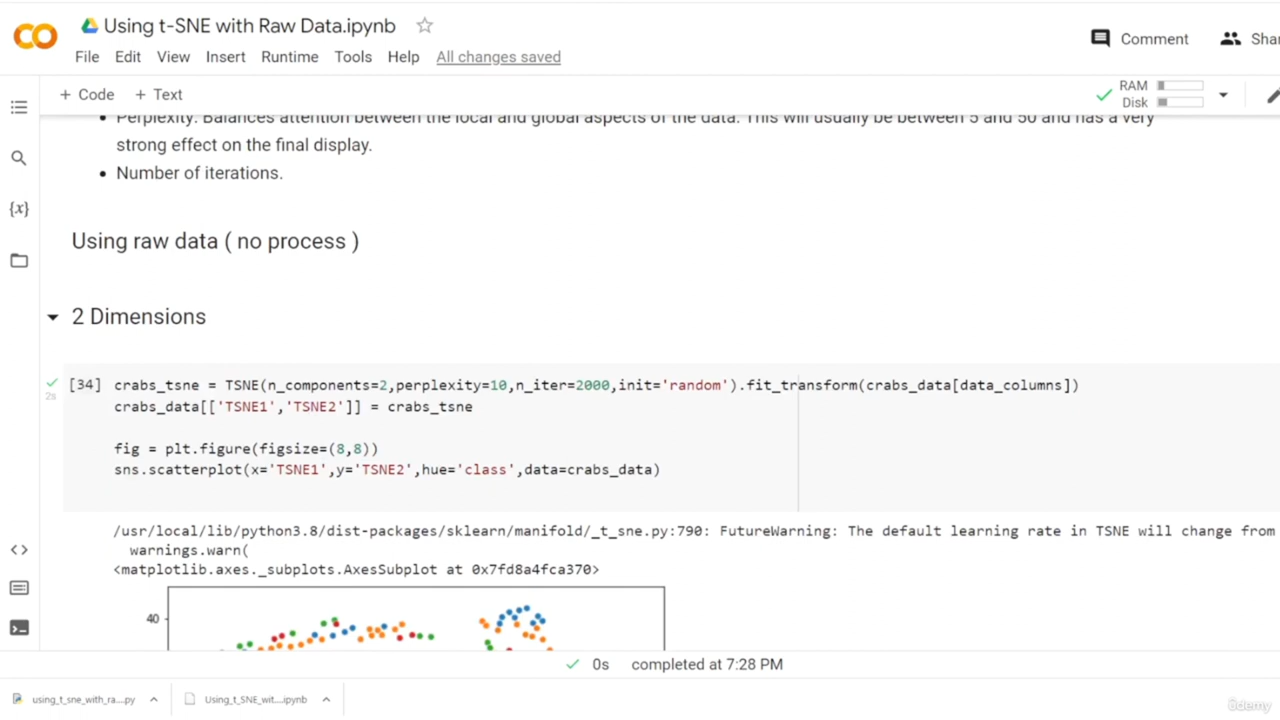 Using t-SNE with Raw Data.ipynb
File Edit View Insert Runtime Tools Help All changes saved
Comment
Shar
+ Code + Text
RAM
Disk
• Perplexity: Balances attention between the local and global aspects of the data. This will usually be between 5 and 50 and has a very
strong effect on the final display.
• Number of iterations.
{x}
Using raw data ( no process )
2 Dimensions
[34] crabs_tsne = TSNE(n_components=2,perplexity=10,n_iter=2000,init='random').fit_transform(crabs_data[data_columns])
2s
crabs_data[['TSNE1','TSNE2']] = crabs_tsne
fig = plt.figure(figsize=(8,8))
sns.scatterplot(x='TSNE1',y='TSNE2',hue='class',data=crabs_data)
/usr/local/lib/python3.8/dist-packages/sklearn/manifold/_t_sne.py:790: FutureWarning: The default learning rate in TSNE will change from
warnings.warn(
<matplotlib.axes._subplots.AxesSubplot at 0x7fd8a4fca370>
40
0s completed at 7:28 PM
using_t_sne_with_ra....py
Using_t_SNE_wit....ipynb
ûdemy